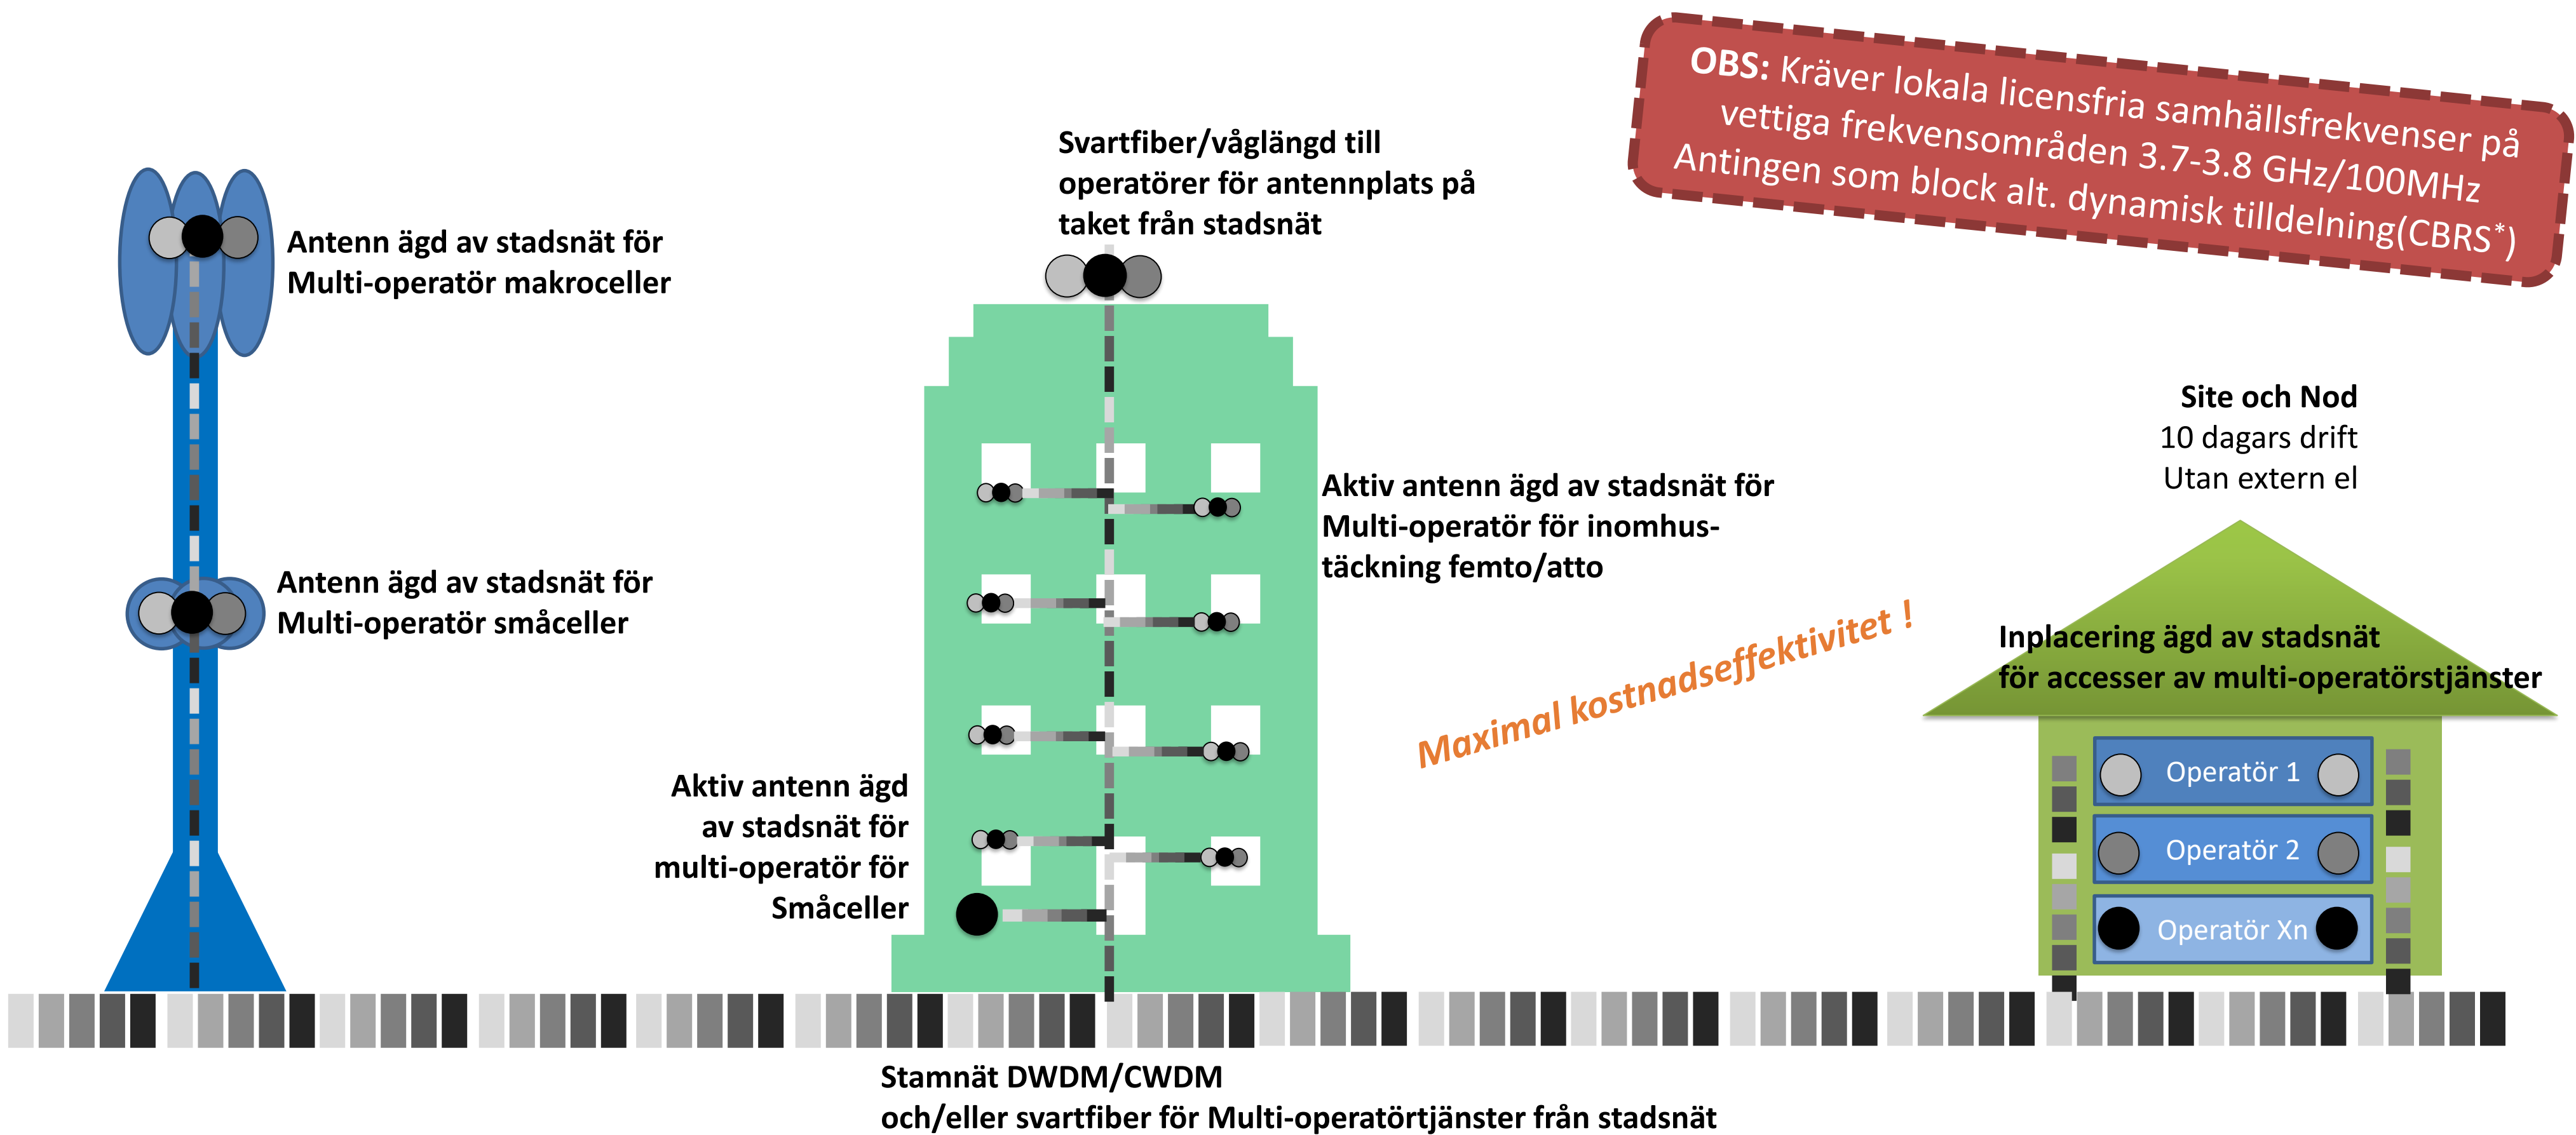 OBS: Kräver lokala licensfria samhällsfrekvenser på
vettiga frekvensområden 3.7-3.8 GHz/100MHz
Antingen som block alt. dynamisk tilldelning(CBRS*)
Svartfiber/våglängd till
operatörer för antennplats på
taket från stadsnät
Antenn ägd av stadsnät för
Multi-operatör makroceller
Site och Nod
10 dagars drift
Utan extern el
Aktiv antenn ägd av stadsnät för
Multi-operatör för inomhus-
täckning femto/atto
Antenn ägd av stadsnät för
Multi-operatör småceller
Maximal kostnadseffektivitet !
Inplacering ägd av stadsnät
för accesser av multi-operatörstjänster
Aktiv antenn ägd
av stadsnät för
multi-operatör för
Småceller
Operatör 1
Operatör 2
Operatör Xn
Stamnät DWDM/CWDM
och/eller svartfiber för Multi-operatörtjänster från stadsnät